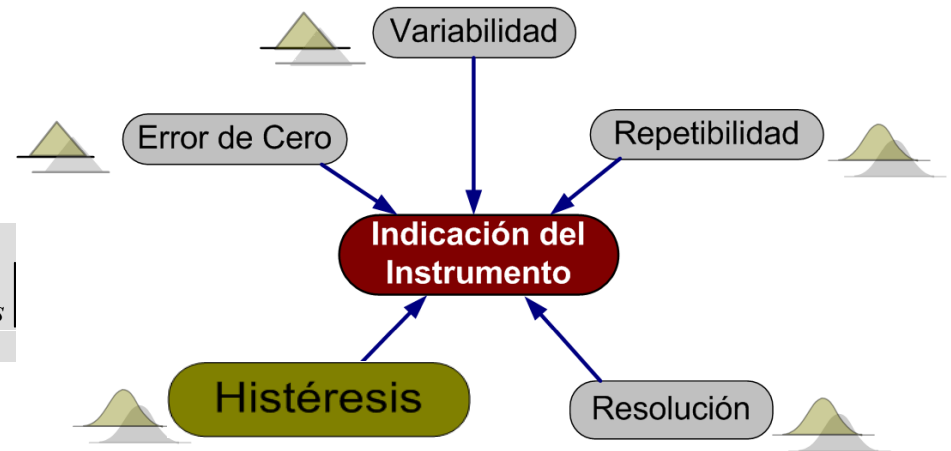 Variabilidad
Error de Cero
Repetibilidad
Indicación del
Instrumento
s
Histéresis
Resolución